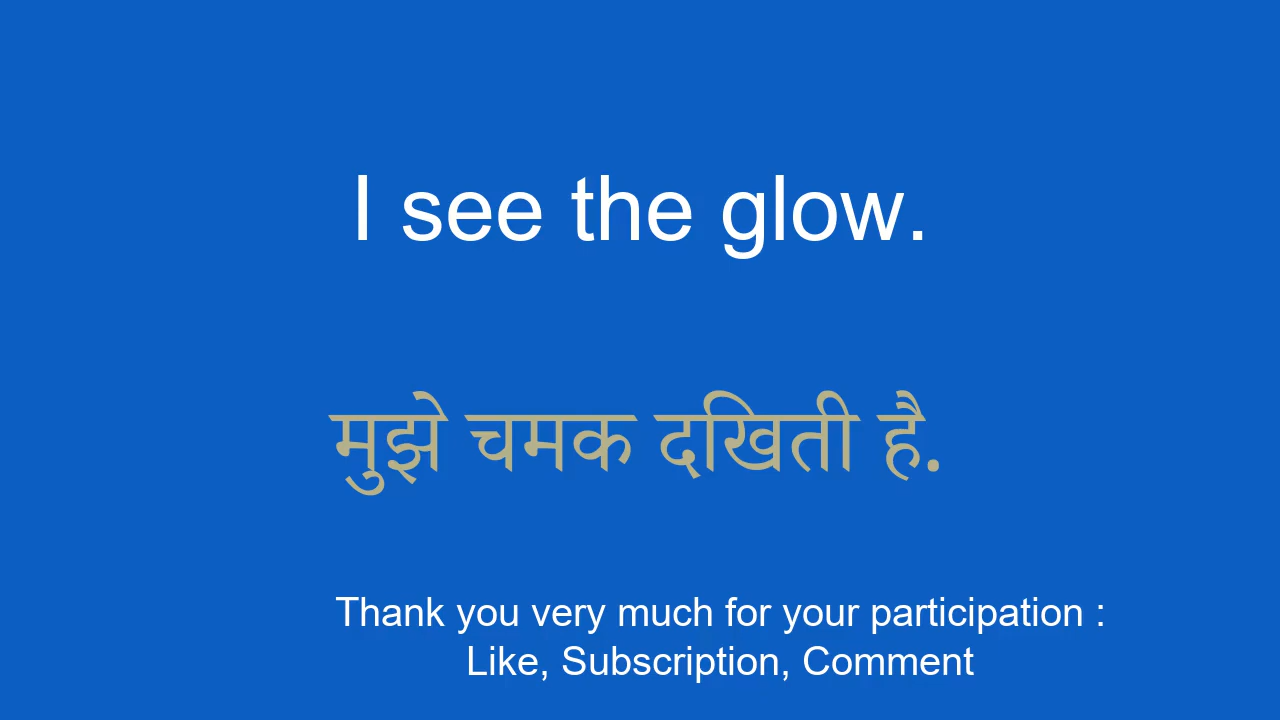 I see the glow.
मुझे चमक दखिती है.
Thank you very much for your participation :
Like, Subscription, Comment